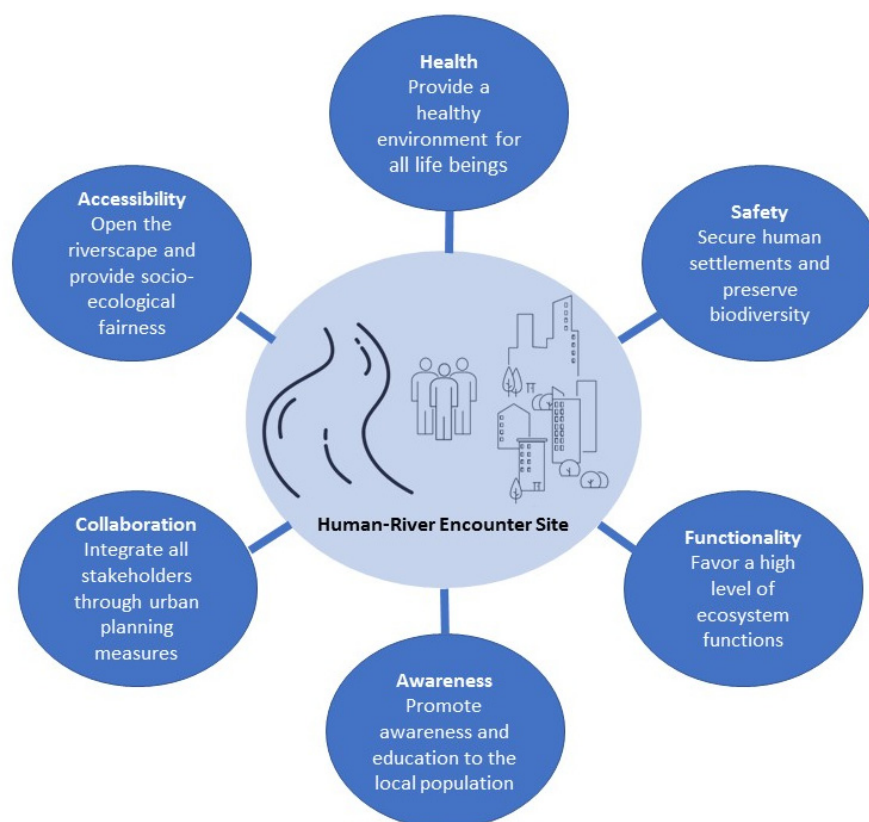 Health
Provide a
healthy
environment for
all life beings
Accessibility
Open the
riverscape and
provide socio-
ecological
fairness
Safety
Secure human
settlements and
preserve
biodiversity
Human-River Encounter Site
Collaboration
Integrate all
stakeholders
through urban
planning
measures
Functionality
Favor a high
level of
ecosystem
functions
Awareness
Promote
awareness and
education to the
local population